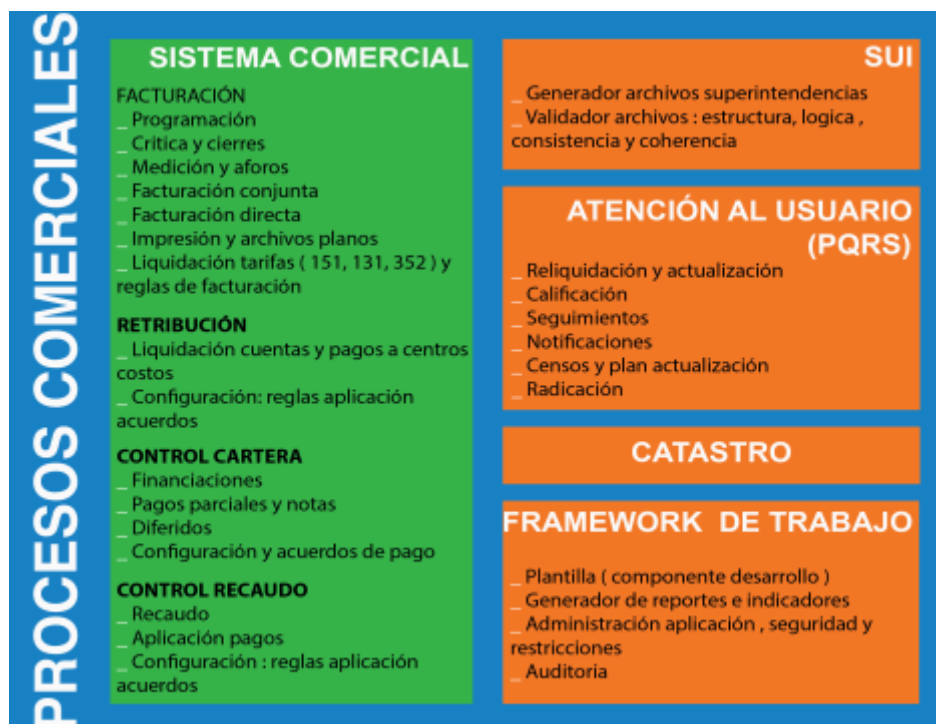 PROCESOS COMERCIALES
SISTEMA COMERCIAL
FACTURACIÓN
_ Programación
_ Critica y cierres
_ Medición y aforos
_ Facturación conjunta
_ Facturación directa
_ Impresión y archivos planos
_ Liquidación tarifas ( 151, 131, 352 ) y
reglas de facturación
RETRIBUCIÓN
_ Liquidación cuentas y pagos a centros
costos
_ Configuración: reglas aplicación
acuerdos
CONTROL CARTERA
_ Financiaciones
_ Pagos parciales y notas
_ Diferidos
_ Configuración y acuerdos de pago
CONTROL RECAUDO
_ Recaudo
_ Aplicación pagos
_ Configuración : reglas aplicación
acuerdos
SUI
_ Generador archivos superintendencias
_ Validador archivos : estructura, logica ,
consistencia y coherencia
ATENCIÓN AL USUARIO
(PQRS)
_ Reliquidación y actualización
_ Calificación
_ Seguimientos
_ Notificaciones
_ Censos y plan actualización
_ Radicación
CATASTRO
FRAMEWORK DE TRABAJO
_ Plantilla ( componente desarrollo )
_ Generador de reportes e indicadores
_ Administración aplicación , seguridad y
restricciones
_ Auditoria